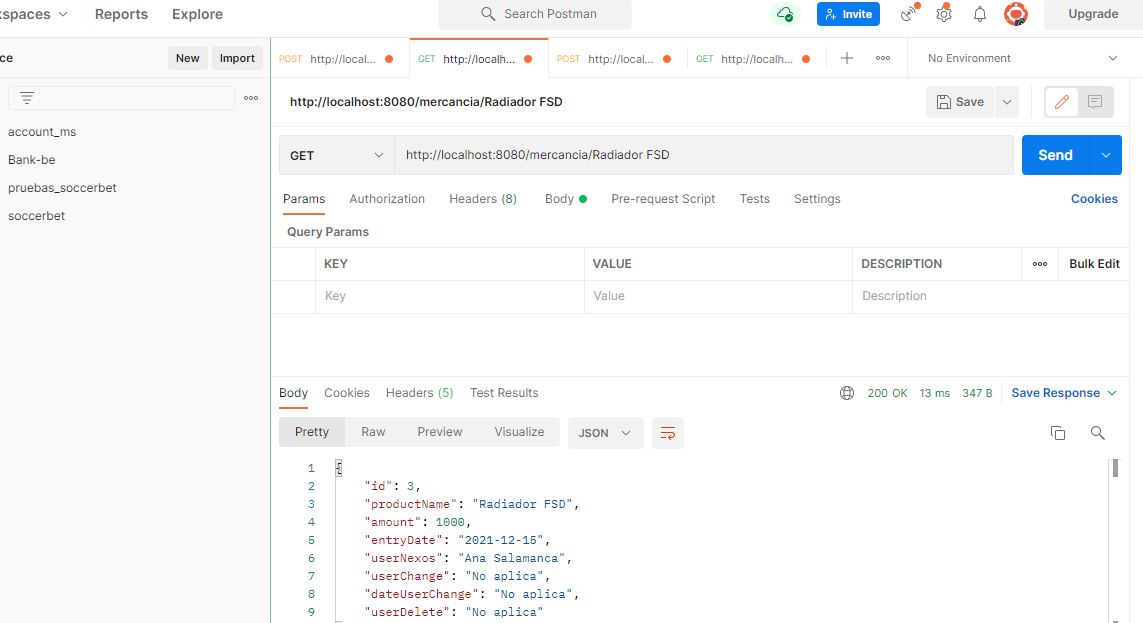 kspaces Reports Explore Search Postman Invite Upgrade
ce New Import POST http://local... GET http://localh... POST http://local... GET http://localh... No Environment
http://localhost:8080/mercancia/Radiador FSD Save
account_ms
Bank-be
pruebas_soccerbet
soccerbet
GET http://localhost:8080/mercancia/Radiador FSD Send
Params Authorization Headers (8) Body Pre-request Script Tests Settings Cookies
Query Params
KEY VALUE DESCRIPTION Bulk Edit
Key Value Description
Body Cookies Headers (5) Test Results 200 OK 13 ms 347 B Save Response
Pretty Raw Preview Visualize JSON
1 {
2 "id": 3,
3 "productName": "Radiador FSD",
4 "amount": 1000,
5 "entryDate": "2021-12-15",
6 "userNexos": "Ana Salamanca",
7 "userChange": "No aplica",
8 "dateUserChange": "No aplica",
9 "userDelete": "No aplica"